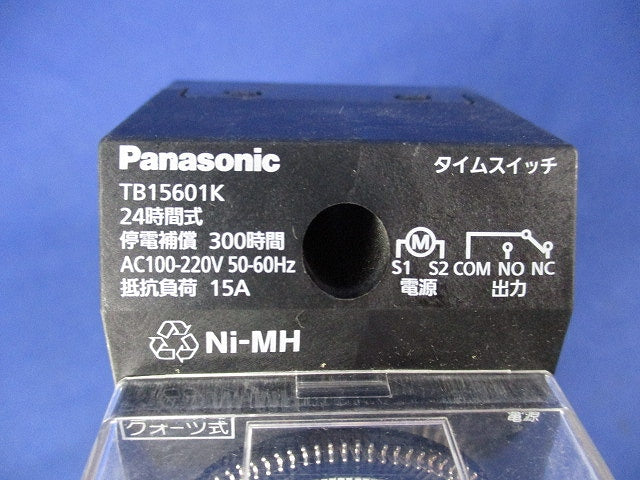 Panasonic
タイムスイッチ
TB15601K
24時間式
停電補償 300時間
AC100-220V 50-60Hz
抵抗負荷 15A
M
S1 S2 COM NO NC
電源 出力
Ni-MH
クォーツ式
電源